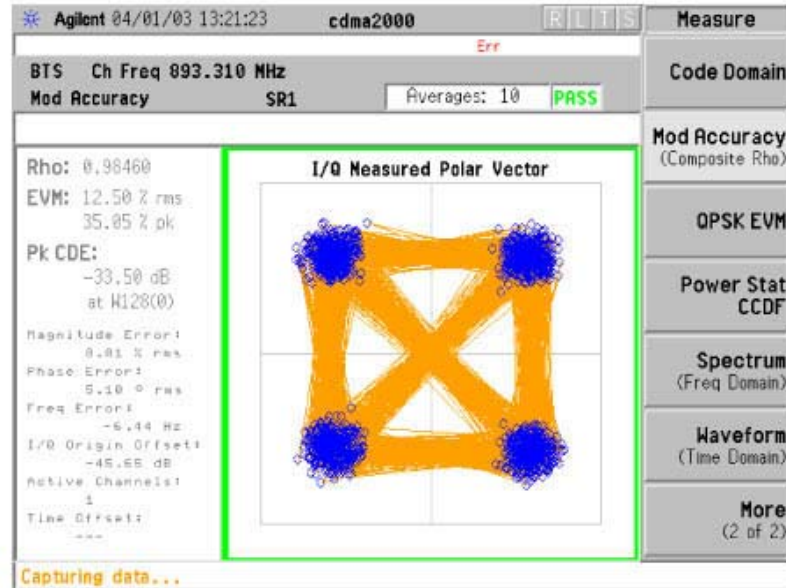 Agilent 04/01/03 13:21:23 cdma2000 R L T S
Err
BTS Ch Freq 893.310 MHz
Mod Accuracy SR1 Averages: 10 PASS
Rho: 0.98460
EVM: 12.50 % rms
35.05 % pk
Pk CDE:
-33.50 dB
at W128(0)
Magnitude Error:
% rms
Phase Error:
5.10 º rms
Freq Error:
-6.44 Hz
I/Q Origin Offset:
-45.65 dB
Active Channels:
1
Time Offset:
---
I/Q Measured Polar Vector
Capturing data...
Measure
Code Domain
Mod Accuracy
(Composite Rho)
QPSK EVM
Power Stat
CCDF
Spectrum
(Freq Domain)
Waveform
(Time Domain)
More
(2 of 2)